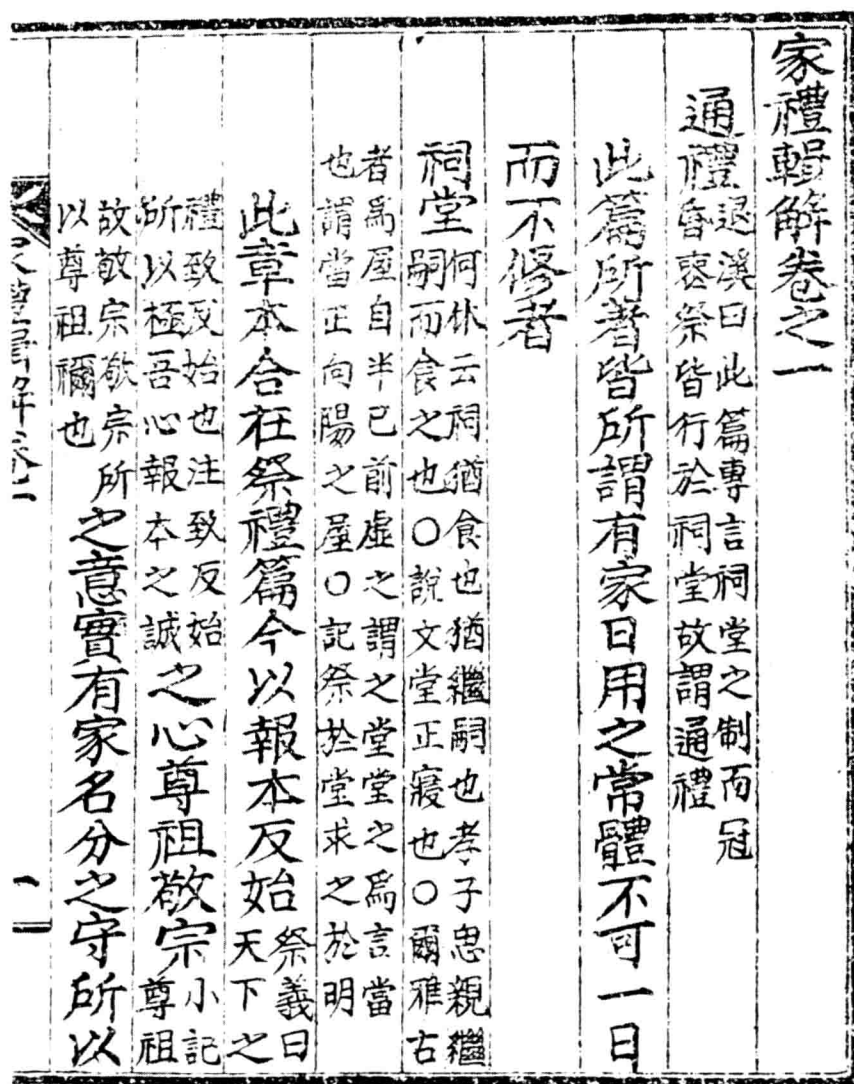 家禮輯解卷之一
通禮
退溪曰此篇專言祠堂之制而冠
昏喪祭皆行於祠堂故謂通禮
此篇所著皆所謂有家日用之常體不可一日
而不修者
祠堂
何休云祠猶食也猶繼嗣也孝子思親繼
嗣而食之也○說文堂正寢也○爾雅古
者爲屋自半已前虛之謂之堂堂之爲言當
也謂當正向陽之屋○記祭於堂求之於明
此章本合在祭禮篇今以報本反始
祭義曰
天下之
禮致反始也注致反始
所以極吾心報本之誠
之心尊祖敬宗
小記
尊祖
故敬宗敬宗所
以尊祖禰也
之意實有家名分之守所以
家禮輯解卷一
一